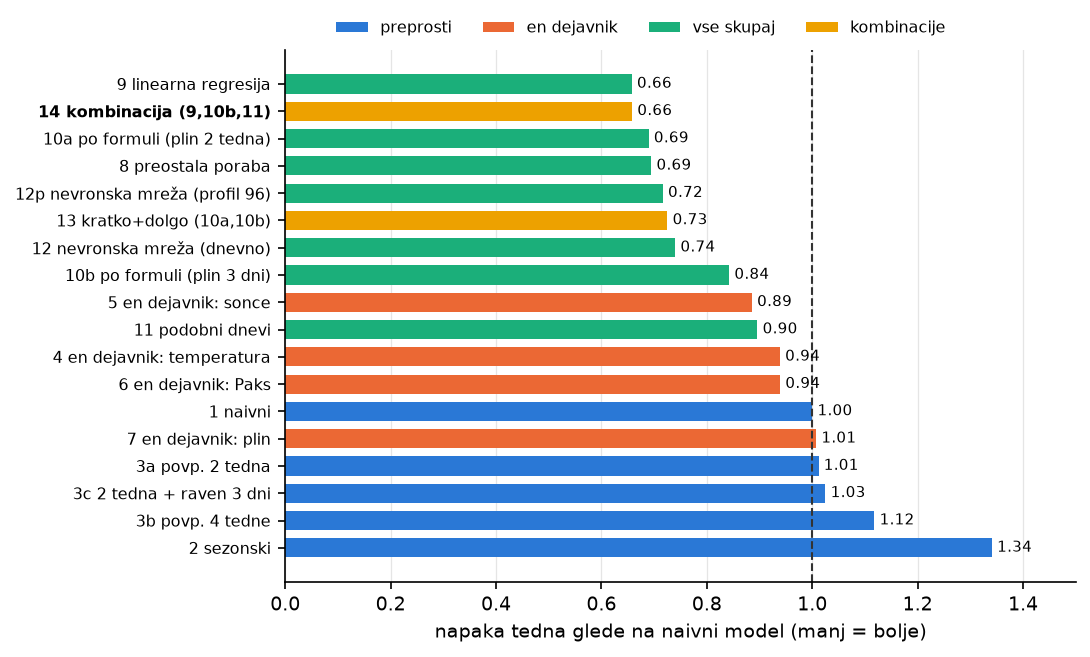 preprosti en dejavnik vse skupaj kombinacije
9 linearna regresija 0.66
14 kombinacija (9,10b,11) 0.66
10a po formuli (plin 2 tedna) 0.69
8 preostala poraba 0.69
12p nevronska mreža (profil 96) 0.72
13 kratko+dolgo (10a,10b) 0.73
12 nevronska mreža (dnevno) 0.74
10b po formuli (plin 3 dni) 0.84
5 en dejavnik: sonce 0.89
11 podobni dnevi 0.90
4 en dejavnik: temperatura 0.94
6 en dejavnik: Paks 0.94
1 naivni 1.00
7 en dejavnik: plin 1.01
3a povp. 2 tedna 1.01
3c 2 tedna + raven 3 dni 1.03
3b povp. 4 tedne 1.12
2 sezonski 1.34
0.0 0.2 0.4 0.6 0.8 1.0 1.2 1.4
napaka tedna glede na naivni model (manj = bolje)